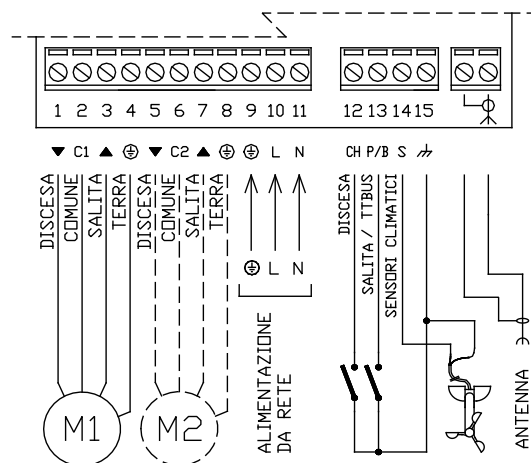 1 2 3 4 5 6 7 8 9 10 11 12 13 14 15
▼ C1 ▲ ⏚ ▼ C2 ▲ ⏚ ⏚ L N CH P/B S
DISCESA
COMUNE
SALITA
TERRA
DISCESA
COMUNE
SALITA
TERRA
⏚ L N
ALIMENTAZIONE
DA RETE
DISCESA
SALITA / TTBUS
SENSORI CLIMATICI
ANTENNA
M1
M2